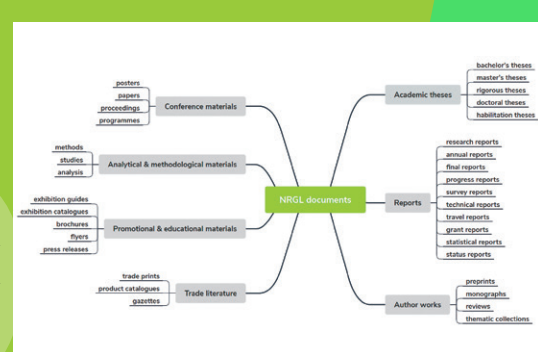 posters
papers
proceedings
programmes
Conference materials
methods
studies
analysis
Analytical & methodological materials
exhibition guides
exhibition catalogues
brochures
flyers
press releases
Promotional & educational materials
trade prints
product catalogues
gazettes
Trade literature
NRGL documents
Academic theses
bachelor's theses
master's theses
rigorous theses
doctoral theses
habilitation theses
Reports
research reports
annual reports
final reports
progress reports
survey reports
technical reports
travel reports
grant reports
statistical reports
status reports
Author works
preprints
monographs
reviews
thematic collections